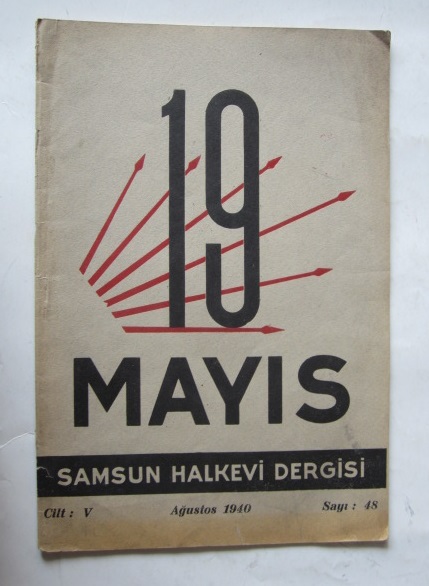 19
MAYIS
SAMSUN HALKEVİ DERGİSİ
Cilt : V Ağustos 1940 Sayı : 48